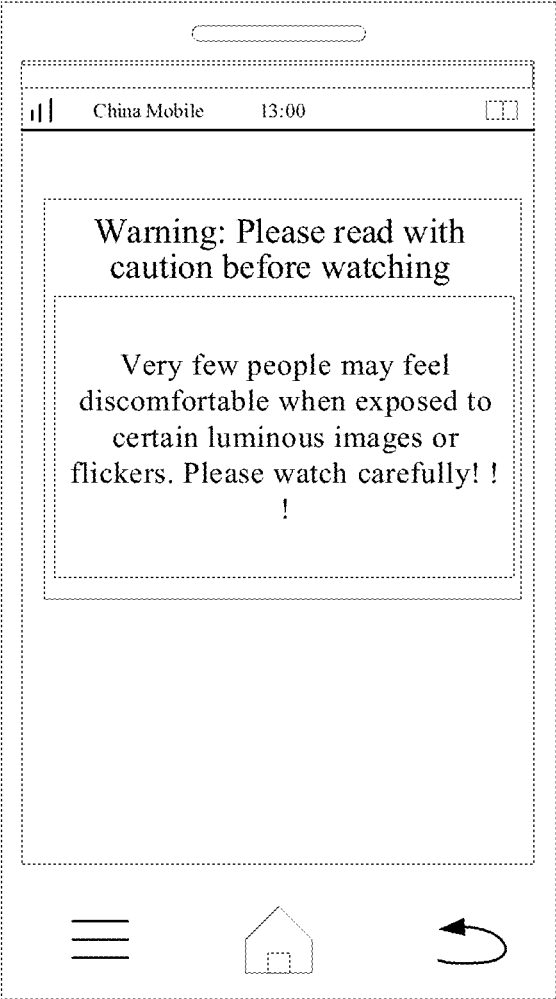 China Mobile 13:00
Warning: Please read with
caution before watching
Very few people may feel
discomfortable when exposed to
certain luminous images or
flickers. Please watch carefully! !
!